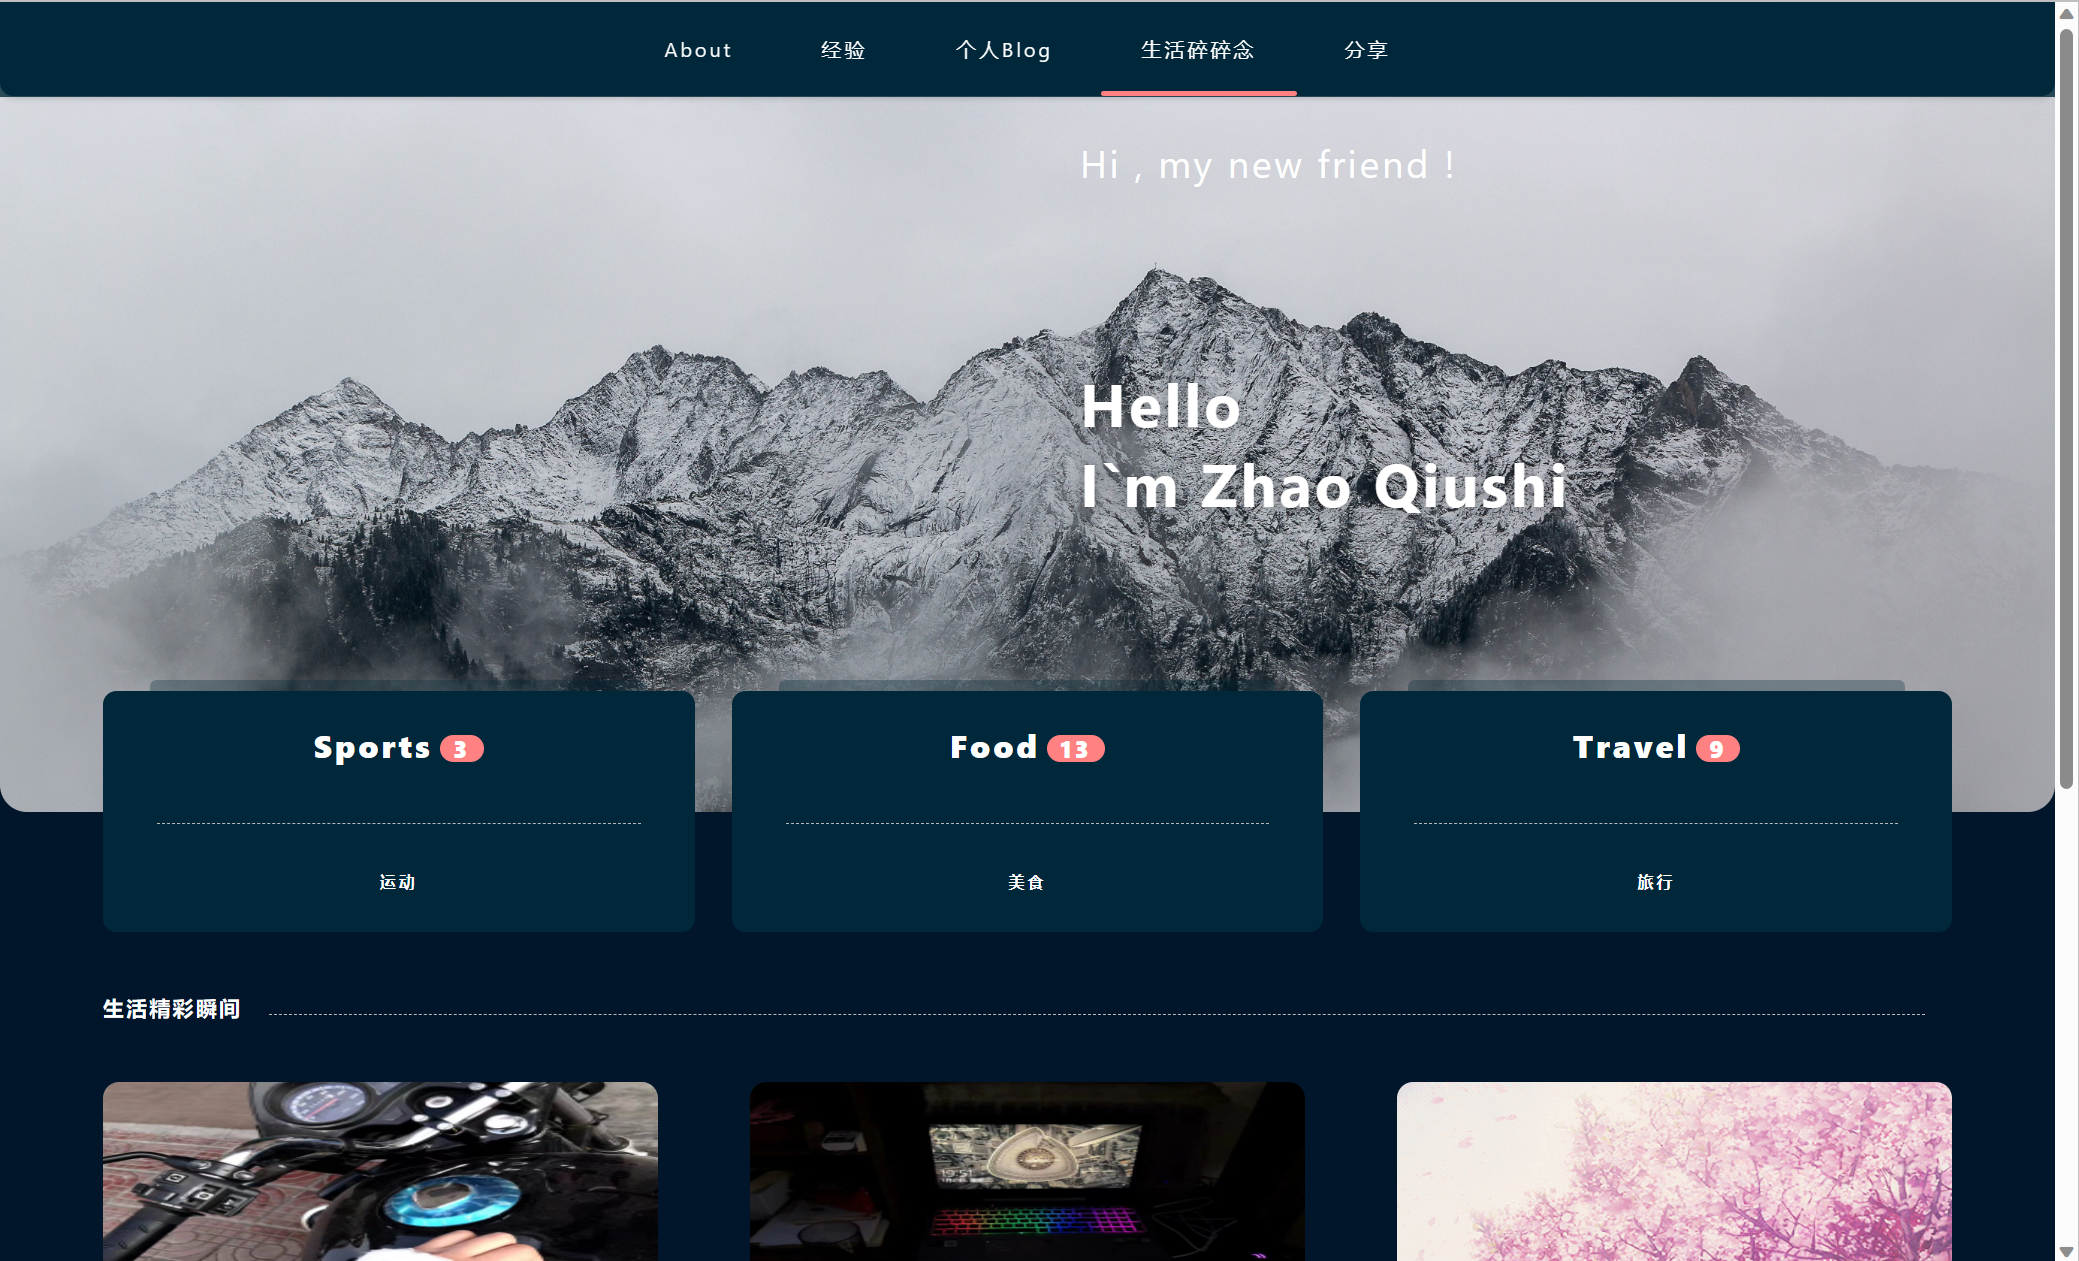 About 经验 个人Blog 生活碎碎念 分享
Hi , my new friend !
Hello
I`m Zhao Qiushi
Sports 3
运动
Food 13
美食
Travel 9
旅行
生活精彩瞬间
19:51